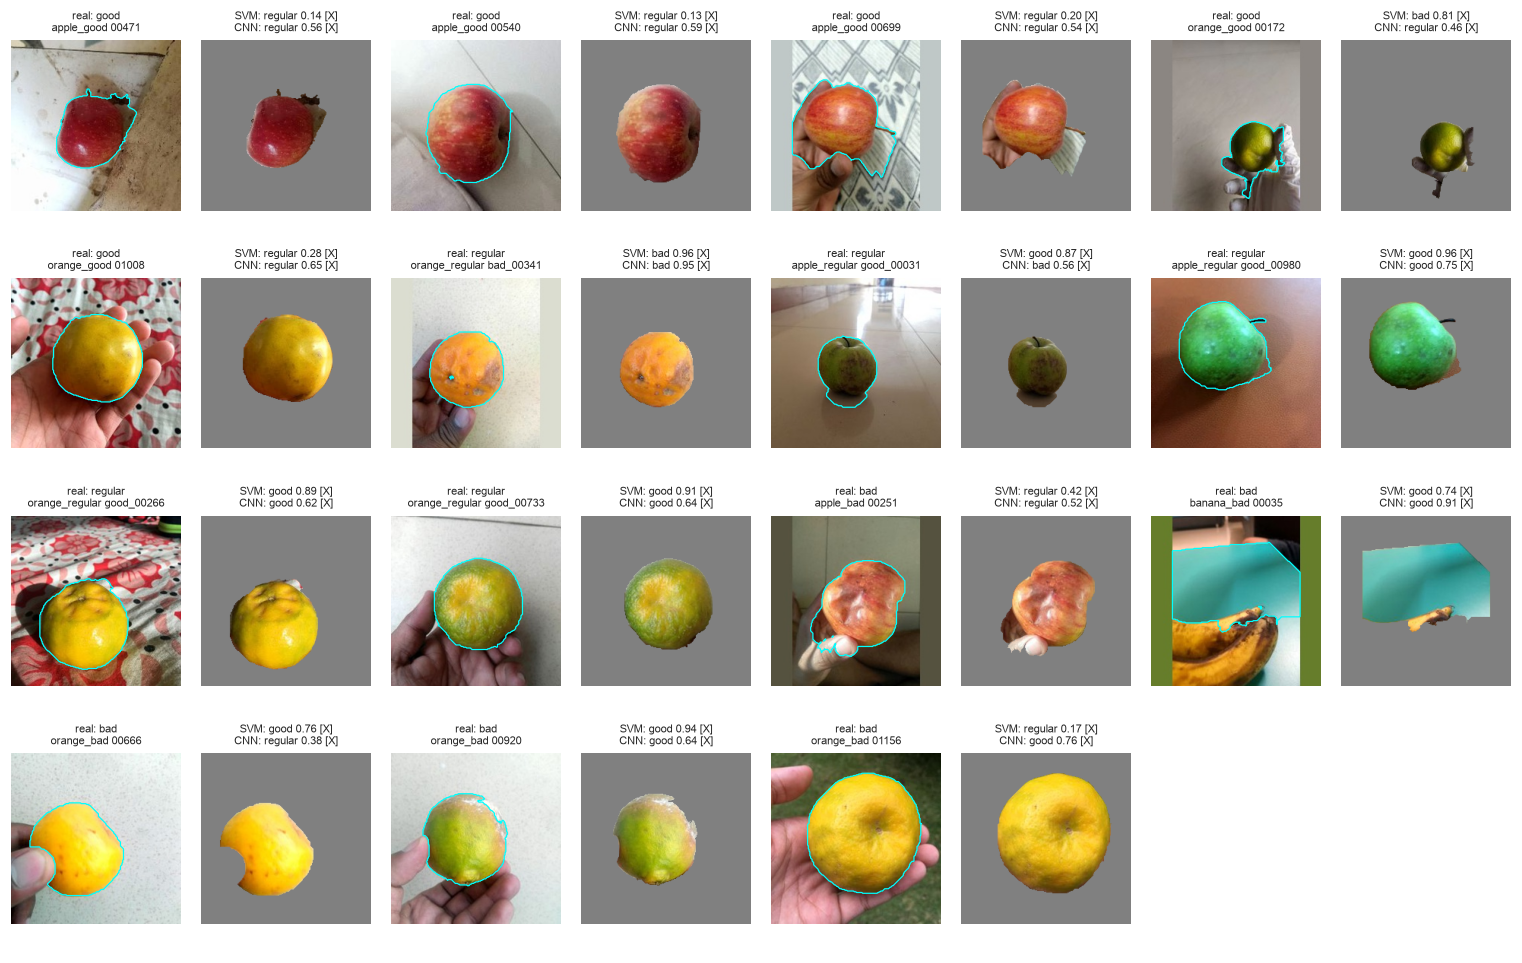 real: good
apple_good 00471
SVM: regular 0.14 [X]
CNN: regular 0.56 [X]
real: good
apple_good 00540
SVM: regular 0.13 [X]
CNN: regular 0.59 [X]
real: good
apple_good 00699
SVM: regular 0.20 [X]
CNN: regular 0.54 [X]
real: good
orange_good 00172
SVM: bad 0.81 [X]
CNN: regular 0.46 [X]
real: good
orange_good 01008
SVM: regular 0.28 [X]
CNN: regular 0.65 [X]
real: regular
orange_regular bad_00341
SVM: bad 0.96 [X]
CNN: bad 0.95 [X]
real: regular
apple_regular good_00031
SVM: good 0.87 [X]
CNN: bad 0.56 [X]
real: regular
apple_regular good_00980
SVM: good 0.96 [X]
CNN: good 0.75 [X]
real: regular
orange_regular good_00266
SVM: good 0.89 [X]
CNN: good 0.62 [X]
real: regular
orange_regular good_00733
SVM: good 0.91 [X]
CNN: good 0.64 [X]
real: bad
apple_bad 00251
SVM: regular 0.42 [X]
CNN: regular 0.52 [X]
real: bad
banana_bad 00035
SVM: good 0.74 [X]
CNN: good 0.91 [X]
real: bad
orange_bad 00666
SVM: good 0.76 [X]
CNN: regular 0.38 [X]
real: bad
orange_bad 00920
SVM: good 0.94 [X]
CNN: good 0.64 [X]
real: bad
orange_bad 01156
SVM: regular 0.17 [X]
CNN: good 0.76 [X]